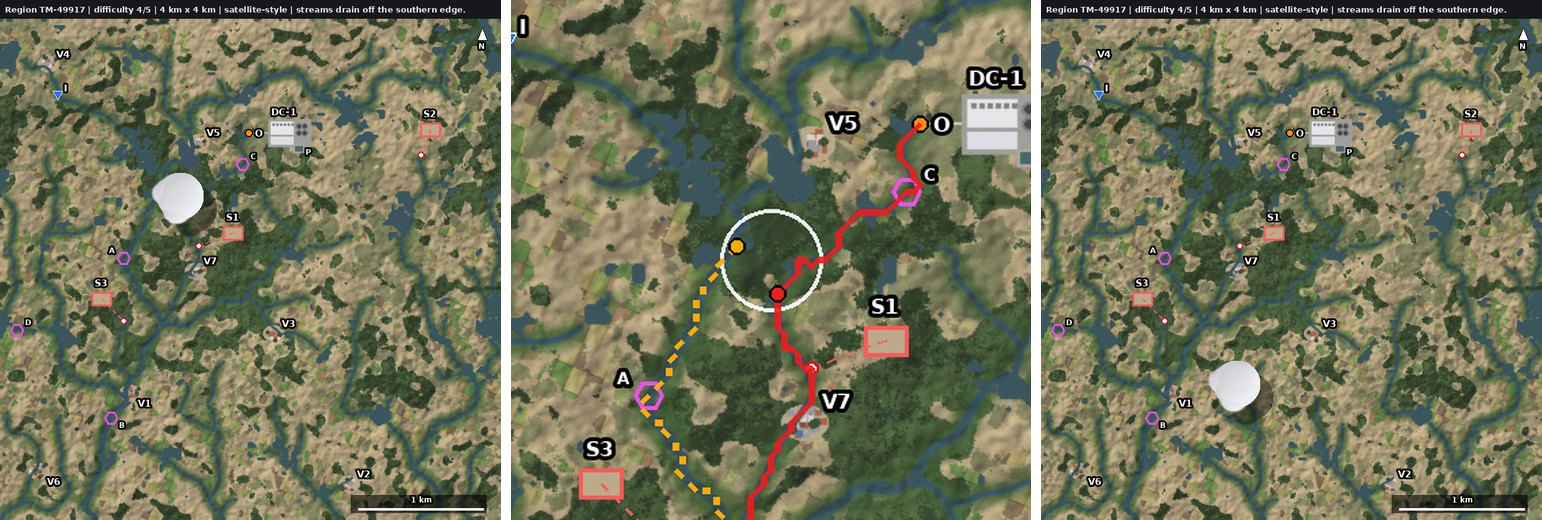 Region TM-49917 | difficulty 4/5 | 4 km x 4 km | satellite-style | streams drain off the southern edge.
N
V4
I
DC-1
S2
V5
O
P
C
S1
A
V7
S3
D
V3
V1
B
V6
V2
1 km
I
DC-1
V5
O
C
S1
A
V7
S3
Region TM-49917 | difficulty 4/5 | 4 km x 4 km | satellite-style | streams drain off the southern edge.
N
V4
I
DC-1
S2
V5
O
P
C
S1
A
V7
S3
D
V3
V1
B
V6
V2
1 km